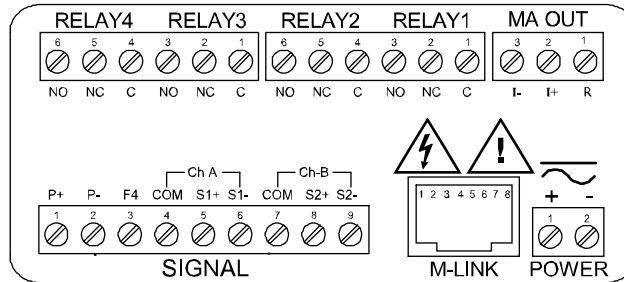 RELAY4 RELAY3 RELAY2 RELAY1 MA OUT
6 5 4 3 2 1 6 5 4 3 2 1 3 2 1
NO NC C NO NC C NO NC C NO NC C I- I+ R
Ch A Ch-B
P+ P- F4 COM S1+ S1- COM S2+ S2-
1 2 3 4 5 6 7 8 9
1 2 3 4 5 6 7 8
+ -
1 2
SIGNAL M-LINK POWER